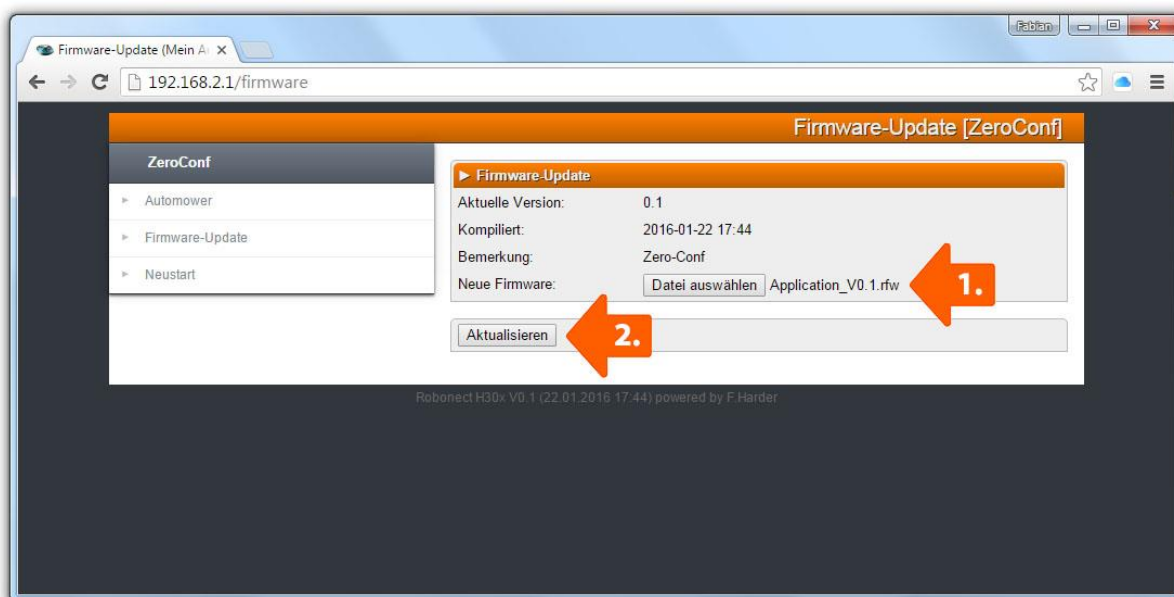 Fabian
Firmware-Update (Mein A
192.168.2.1/firmware
Firmware-Update [ZeroConf]
ZeroConf
Automower
Firmware-Update
Neustart
Firmware-Update
Aktuelle Version: 0.1
Kompiliert: 2016-01-22 17:44
Bemerkung: Zero-Conf
Neue Firmware: Datei auswählen Application_V0.1.rfw 1.
Aktualisieren 2.
Robonect H30x V0.1 (22.01.2016 17:44) powered by F.Harder